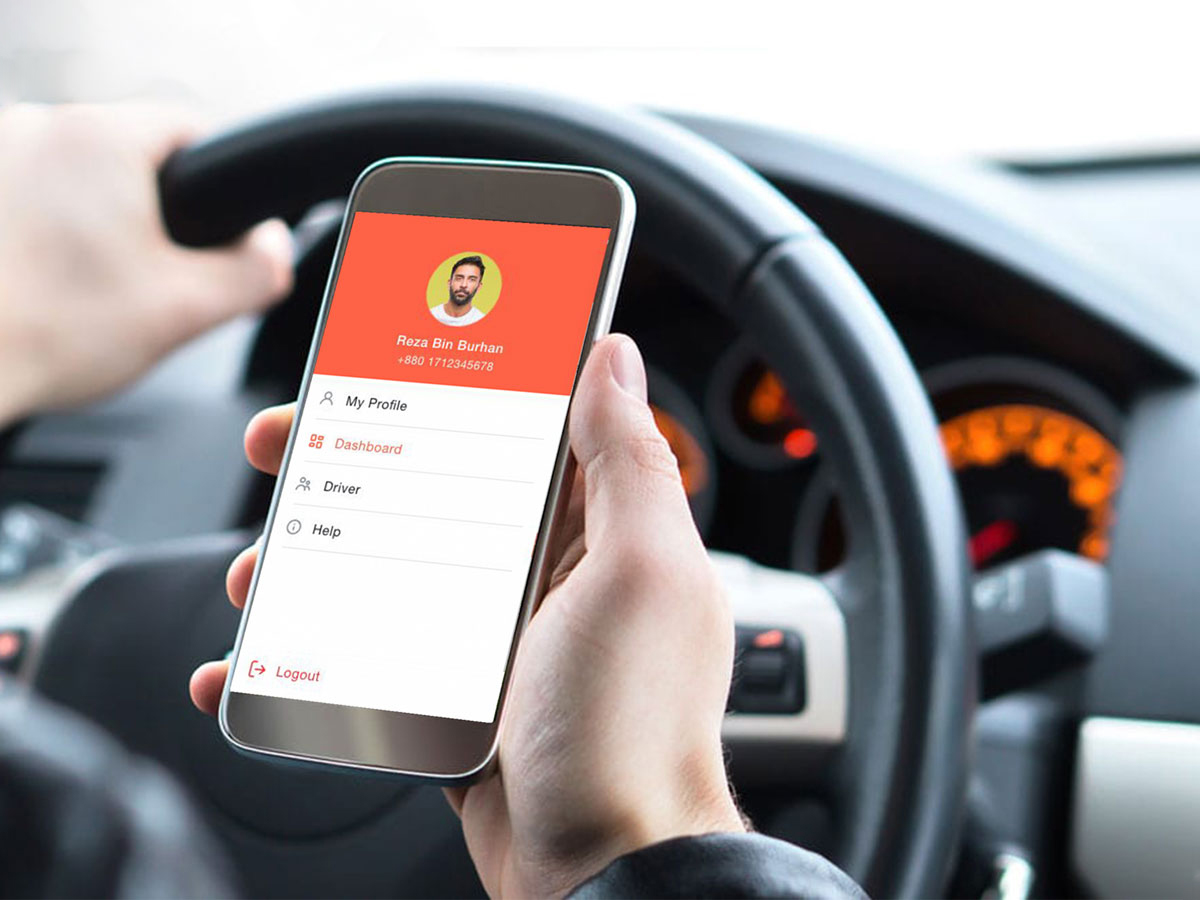 Reza Bin Burhan
+880 1712345678
My Profile
Dashboard
Driver
Help
Logout